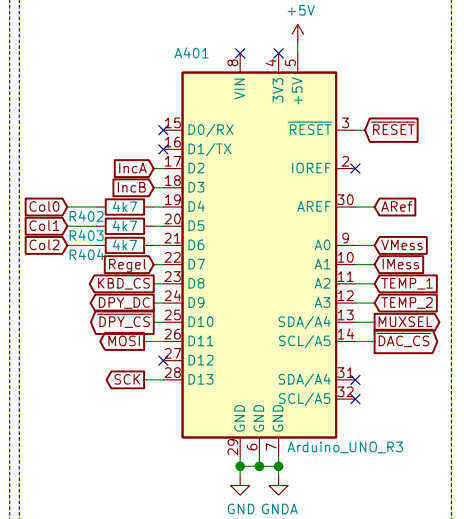 +5V
A401
8
VIN
4
3V3
5
+5V
15
D0/RX
3
RESET
RESET
16
D1/TX
IncA
17
D2
IOREF
2
IncB
18
D3
Col0
4k7
19
D4
AREF
30
ARef
R402
Col1
4k7
20
D5
R403
Col2
4k7
21
D6
A0
9
VMess
R404
Regel
22
D7
A1
10
IMess
KBD_CS
23
D8
A2
11
TEMP_1
DPY_DC
24
D9
A3
12
TEMP_2
DPY_CS
25
D10
SDA/A4
13
MUXSEL
MOSI
26
D11
SCL/A5
14
DAC_CS
27
D12
SCK
28
D13
SDA/A4
31
SCL/A5
32
GND
GND
GND
29
6
7
Arduino_UNO_R3
GND
GNDA